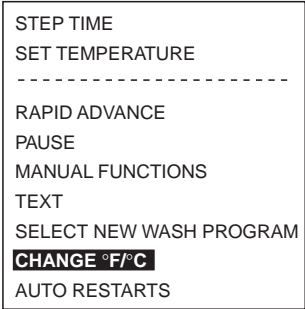 STEP TIME
SET TEMPERATURE
-----------------------
RAPID ADVANCE
PAUSE
MANUAL FUNCTIONS
TEXT
SELECT NEW WASH PROGRAM
CHANGE °F/°C
AUTO RESTARTS